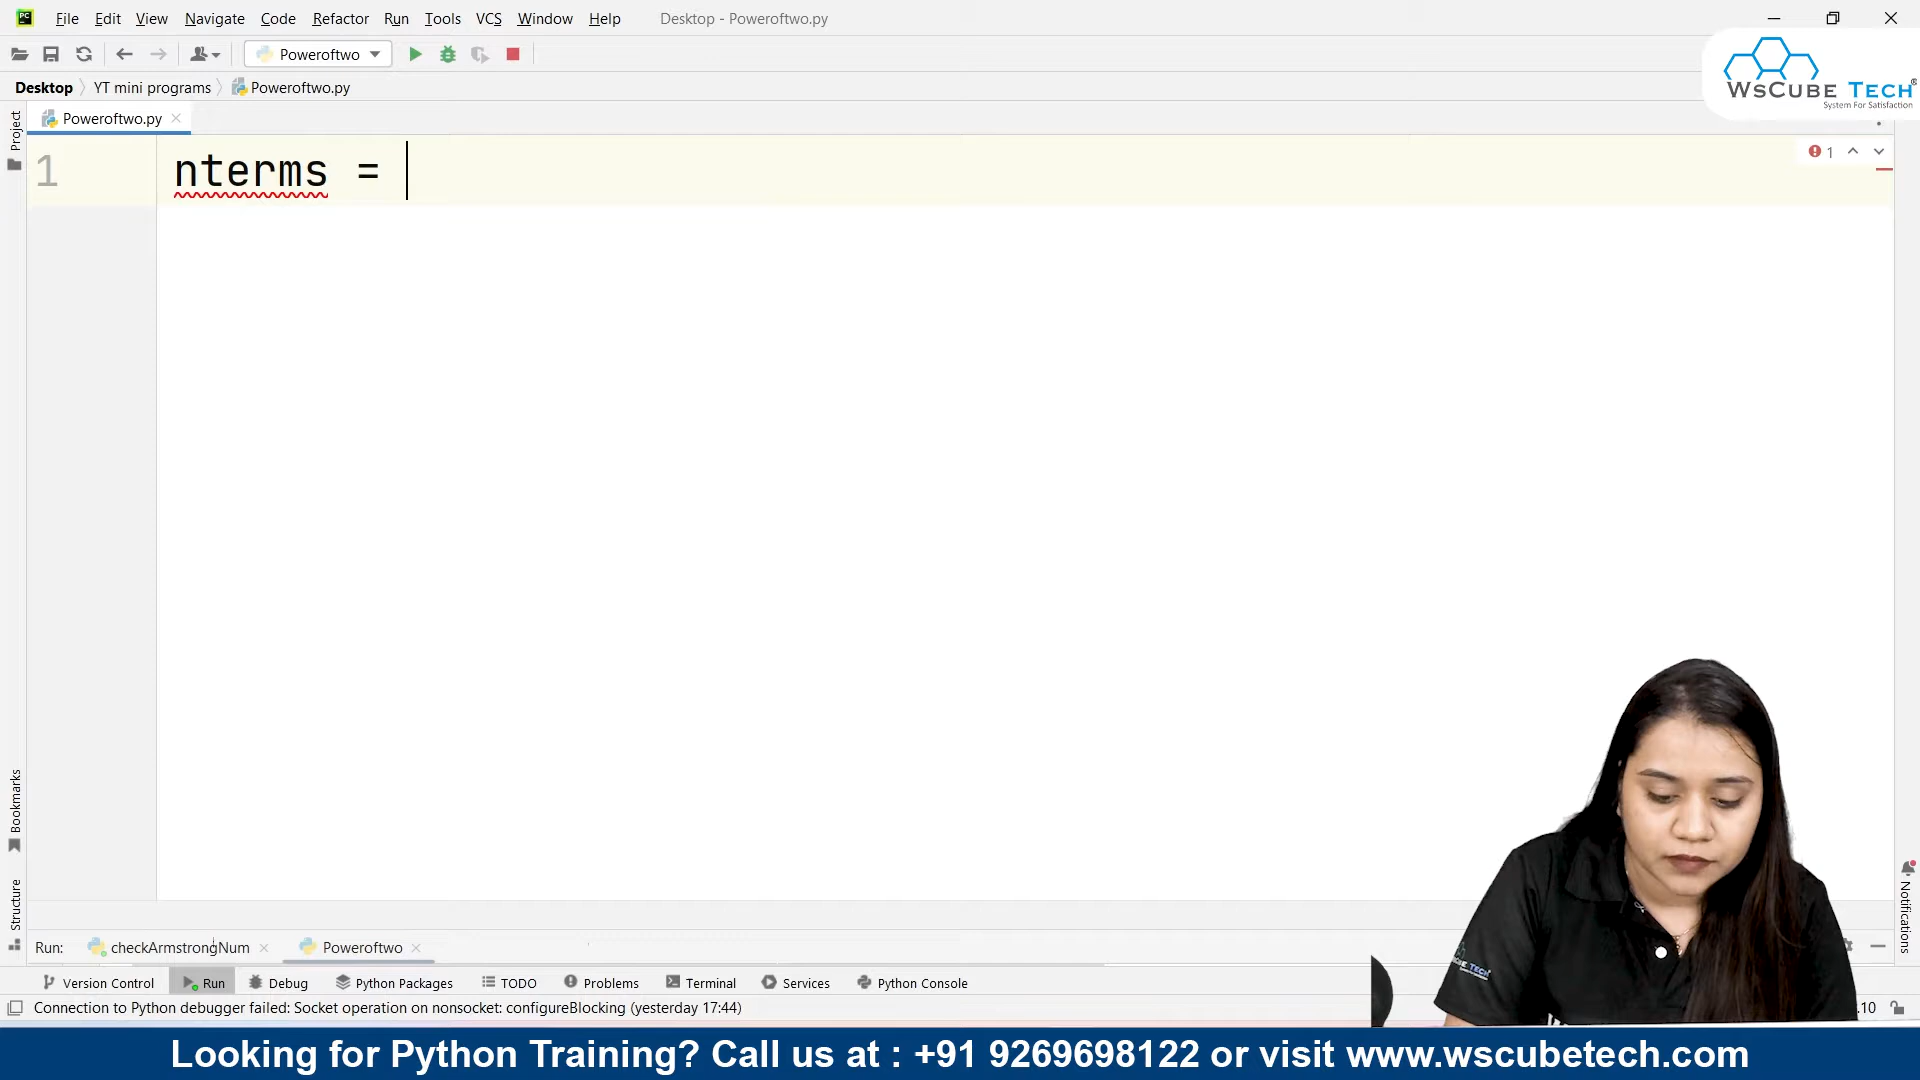 File Edit View Navigate Code Refactor Run Tools VCS Window Help Desktop - Poweroftwo.py
Poweroftwo
WsCube Tech®
System For Satisfaction
Desktop YT mini programs Poweroftwo.py
Project
Poweroftwo.py
1 nterms =
1
Bookmarks
Structure
Notifications
Run: checkArmstrongNum Poweroftwo
Version Control Run Debug Python Packages TODO Problems Terminal Services Python Console
Connection to Python debugger failed: Socket operation on nonsocket: configureBlocking (yesterday 17:44)
.10
Looking for Python Training? Call us at : +91 9269698122 or visit www.wscubetech.com